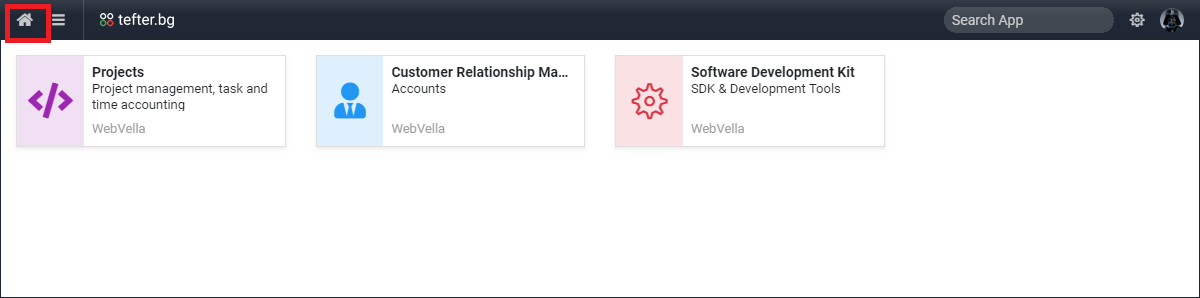 tefter.bg
Search App
Projects
Project management, task and
time accounting
WebVella
Customer Relationship Ma...
Accounts
WebVella
Software Development Kit
SDK & Development Tools
WebVella